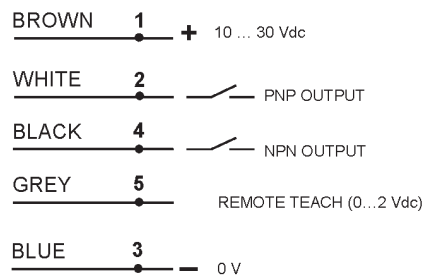 BROWN 1 + 10 ... 30 Vdc
WHITE 2 PNP OUTPUT
BLACK 4 NPN OUTPUT
GREY 5 REMOTE TEACH (0...2 Vdc)
BLUE 3 − 0 V